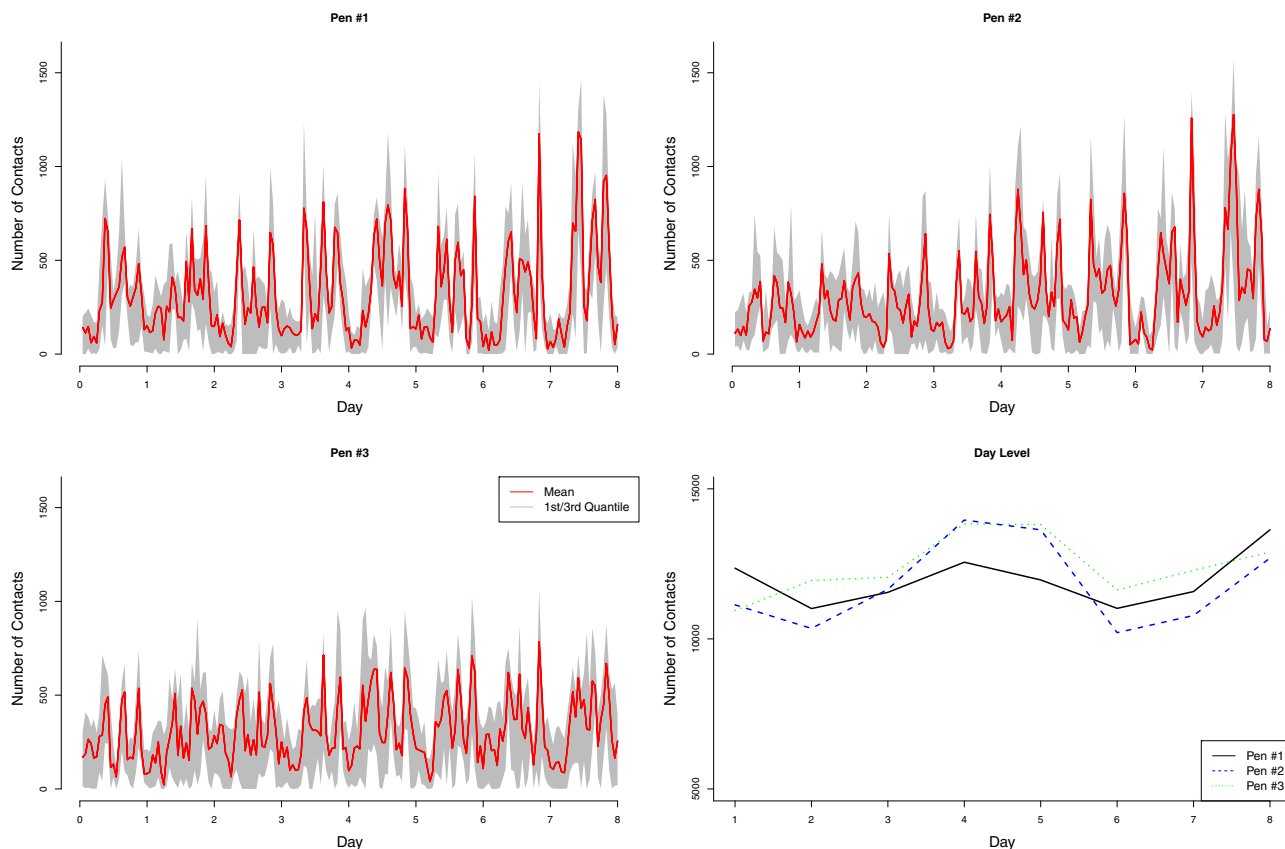 Pen #1
Number of Contacts
1500
1000
500
0
0 1 2 3 4 5 6 7 8
Day
Pen #2
Number of Contacts
1500
1000
500
0
0 1 2 3 4 5 6 7 8
Day
Pen #3
Mean
1st/3rd Quantile
Number of Contacts
1500
1000
500
0
0 1 2 3 4 5 6 7 8
Day
Day Level
Number of Contacts
15000
10000
5000
Pen #1
Pen #2
Pen #3
1 2 3 4 5 6 7 8
Day